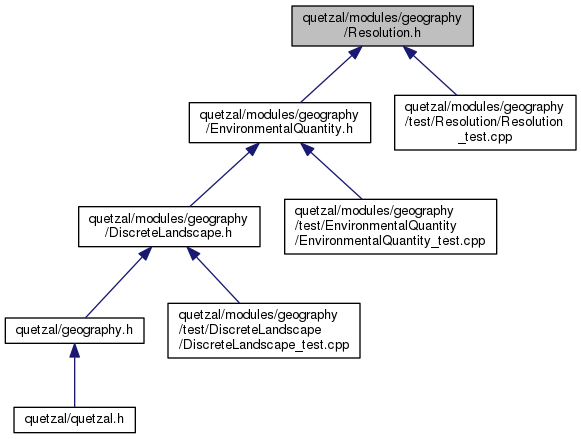 quetzal/modules/geography
/Resolution.h
quetzal/modules/geography
/EnvironmentalQuantity.h
quetzal/modules/geography
/test/Resolution/Resolution
_test.cpp
quetzal/modules/geography
/DiscreteLandscape.h
quetzal/modules/geography
/test/EnvironmentalQuantity
/EnvironmentalQuantity_test.cpp
quetzal/geography.h
quetzal/modules/geography
/test/DiscreteLandscape
/DiscreteLandscape_test.cpp
quetzal/quetzal.h